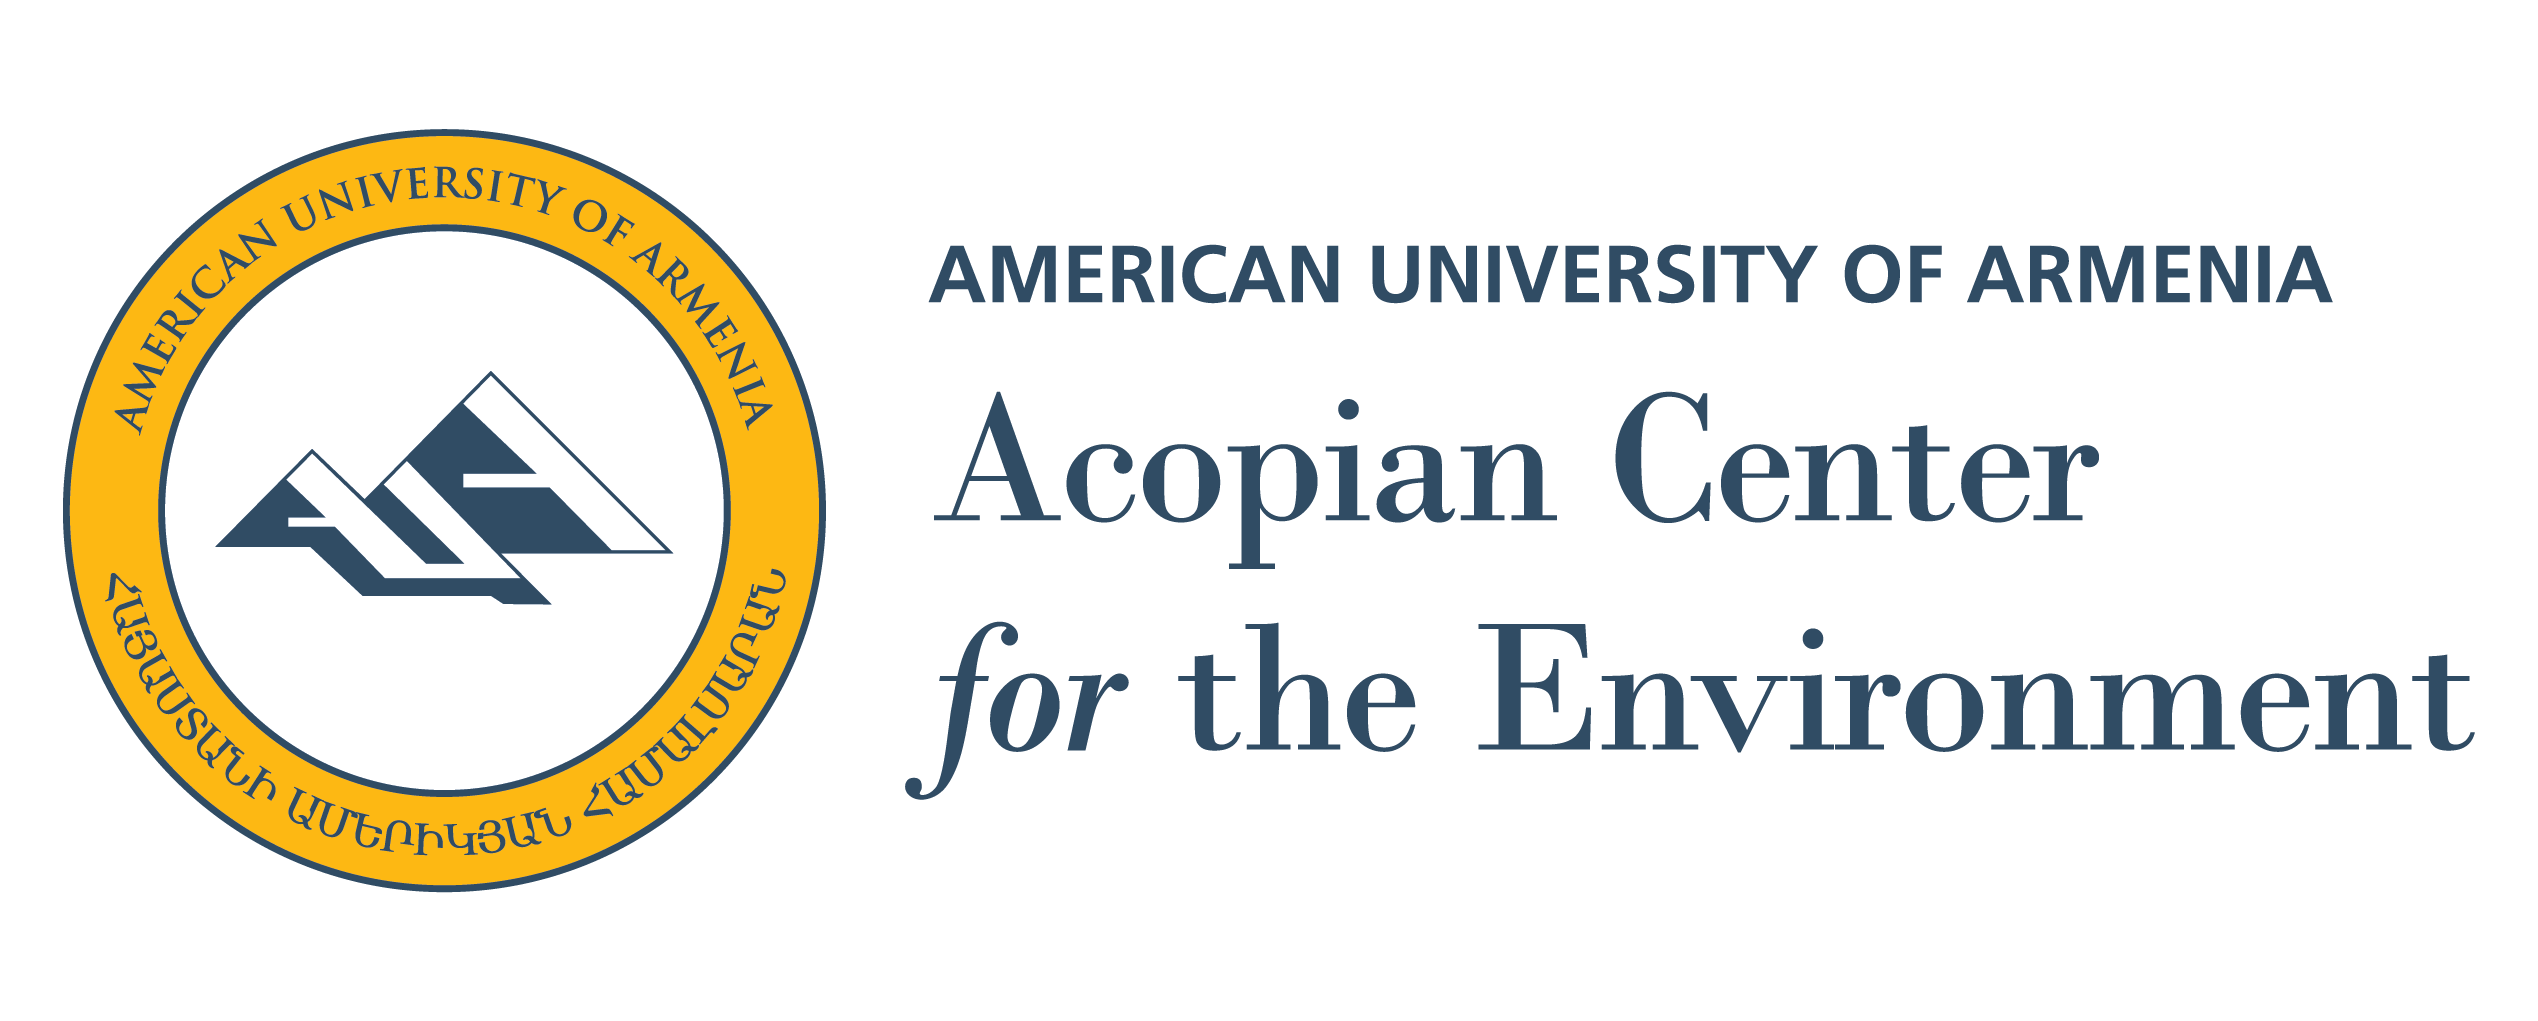 AMERICAN UNIVERSITY OF ARMENIA
ՀԱՅԱՍՏԱՆԻ ԱՄԵՐԻԿՅԱՆ ՀԱՄԱԼՍԱՐԱՆ
AMERICAN UNIVERSITY OF ARMENIA
Acopian Center
for the Environment